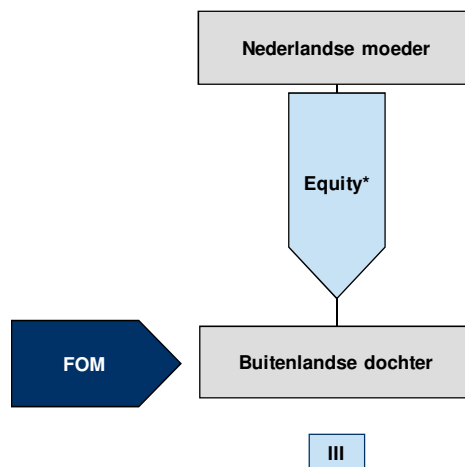 Nederlandse moeder
Equity*
FOM
Buitenlandse dochter
III